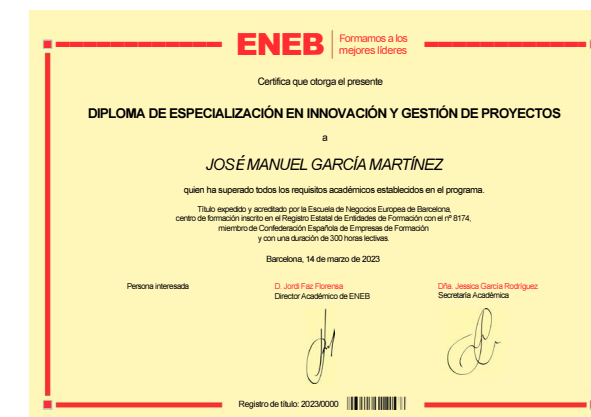 ENEB
Formamos a los
mejores líderes
Certifica que otorga el presente
DIPLOMA DE ESPECIALIZACIÓN EN INNOVACIÓN Y GESTIÓN DE PROYECTOS
a
JOSÉ MANUEL GARCÍA MARTÍNEZ
quien ha superado todos los requisitos académicos establecidos en el programa.
Título expedido y acreditado por la Escuela de Negocios Europea de Barcelona,
centro de formación inscrito en el Registro Estatal de Entidades de Formación con el nº 8174,
miembro de Confederación Española de Empresas de Formación
y con una duración de 300 horas lectivas.
Barcelona, 14 de marzo de 2023
Persona interesada
D. Jordi Faz Florensa
Director Académico de ENEB
Dña. Jessica García Rodríguez
Secretaría Académica
Registro de título: 2023/0000